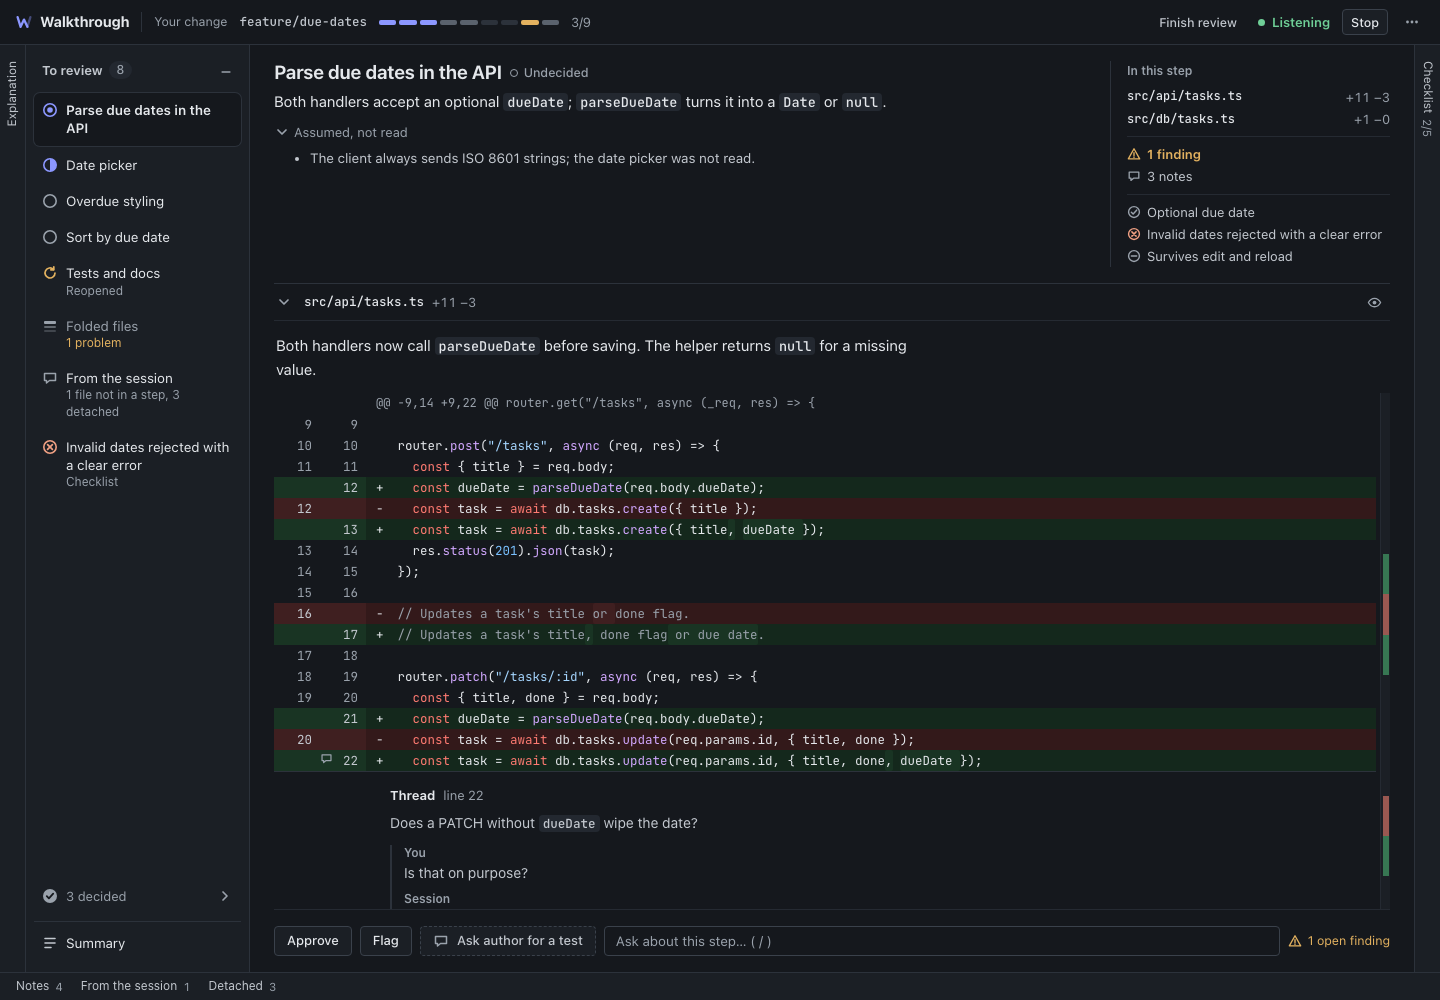 Walkthrough
Your change feature/due-dates 3/9
Finish review
Listening
Stop
Explanation
To review 8
Parse due dates in the API
Date picker
Overdue styling
Sort by due date
Tests and docs
Reopened
Folded files
1 problem
From the session
1 file not in a step, 3
detached
Invalid dates rejected with
a clear error
Checklist
3 decided
Summary
Parse due dates in the API Undecided
Both handlers accept an optional dueDate; parseDueDate turns it into a Date or null.
Assumed, not read
• The client always sends ISO 8601 strings; the date picker was not read.
In this step
src/api/tasks.ts +11 −3
src/db/tasks.ts +1 −0
1 finding
3 notes
Optional due date
Invalid dates rejected with a clear error
Survives edit and reload
Checklist 2/5
src/api/tasks.ts +11 −3
Both handlers now call parseDueDate before saving. The helper returns null for a missing
value.
@@ -9,14 +9,22 @@ router.get("/tasks", async (_req, res) => {
9 9
10 10 router.post("/tasks", async (req, res) => {
11 11 const { title } = req.body;
12 + const dueDate = parseDueDate(req.body.dueDate);
12 - const task = await db.tasks.create({ title });
13 + const task = await db.tasks.create({ title, dueDate });
13 14 res.status(201).json(task);
14 15 });
15 16
16 - // Updates a task's title or done flag.
17 + // Updates a task's title, done flag or due date.
17 18
18 19 router.patch("/tasks/:id", async (req, res) => {
19 20 const { title, done } = req.body;
21 + const dueDate = parseDueDate(req.body.dueDate);
20 - const task = await db.tasks.update(req.params.id, { title, done });
22 + const task = await db.tasks.update(req.params.id, { title, done, dueDate });
Thread line 22
Does a PATCH without dueDate wipe the date?
You
Is that on purpose?
Session
Approve
Flag
Ask author for a test
Ask about this step... ( / )
1 open finding
Notes 4 From the session 1 Detached 3